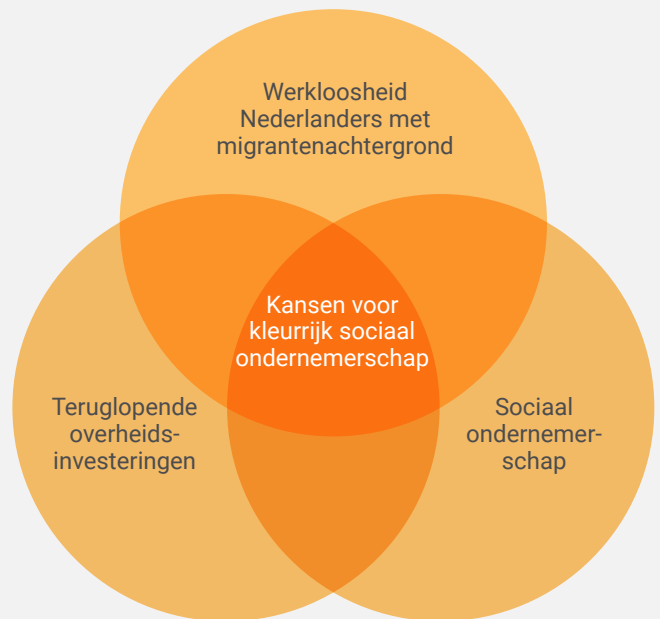 Werkloosheid
Nederlanders met
migrantenachtergrond
Kansen voor
kleurrijk sociaal
ondernemerschap
Teruglopende
overheids-
investeringen
Sociaal
ondernemer-
schap